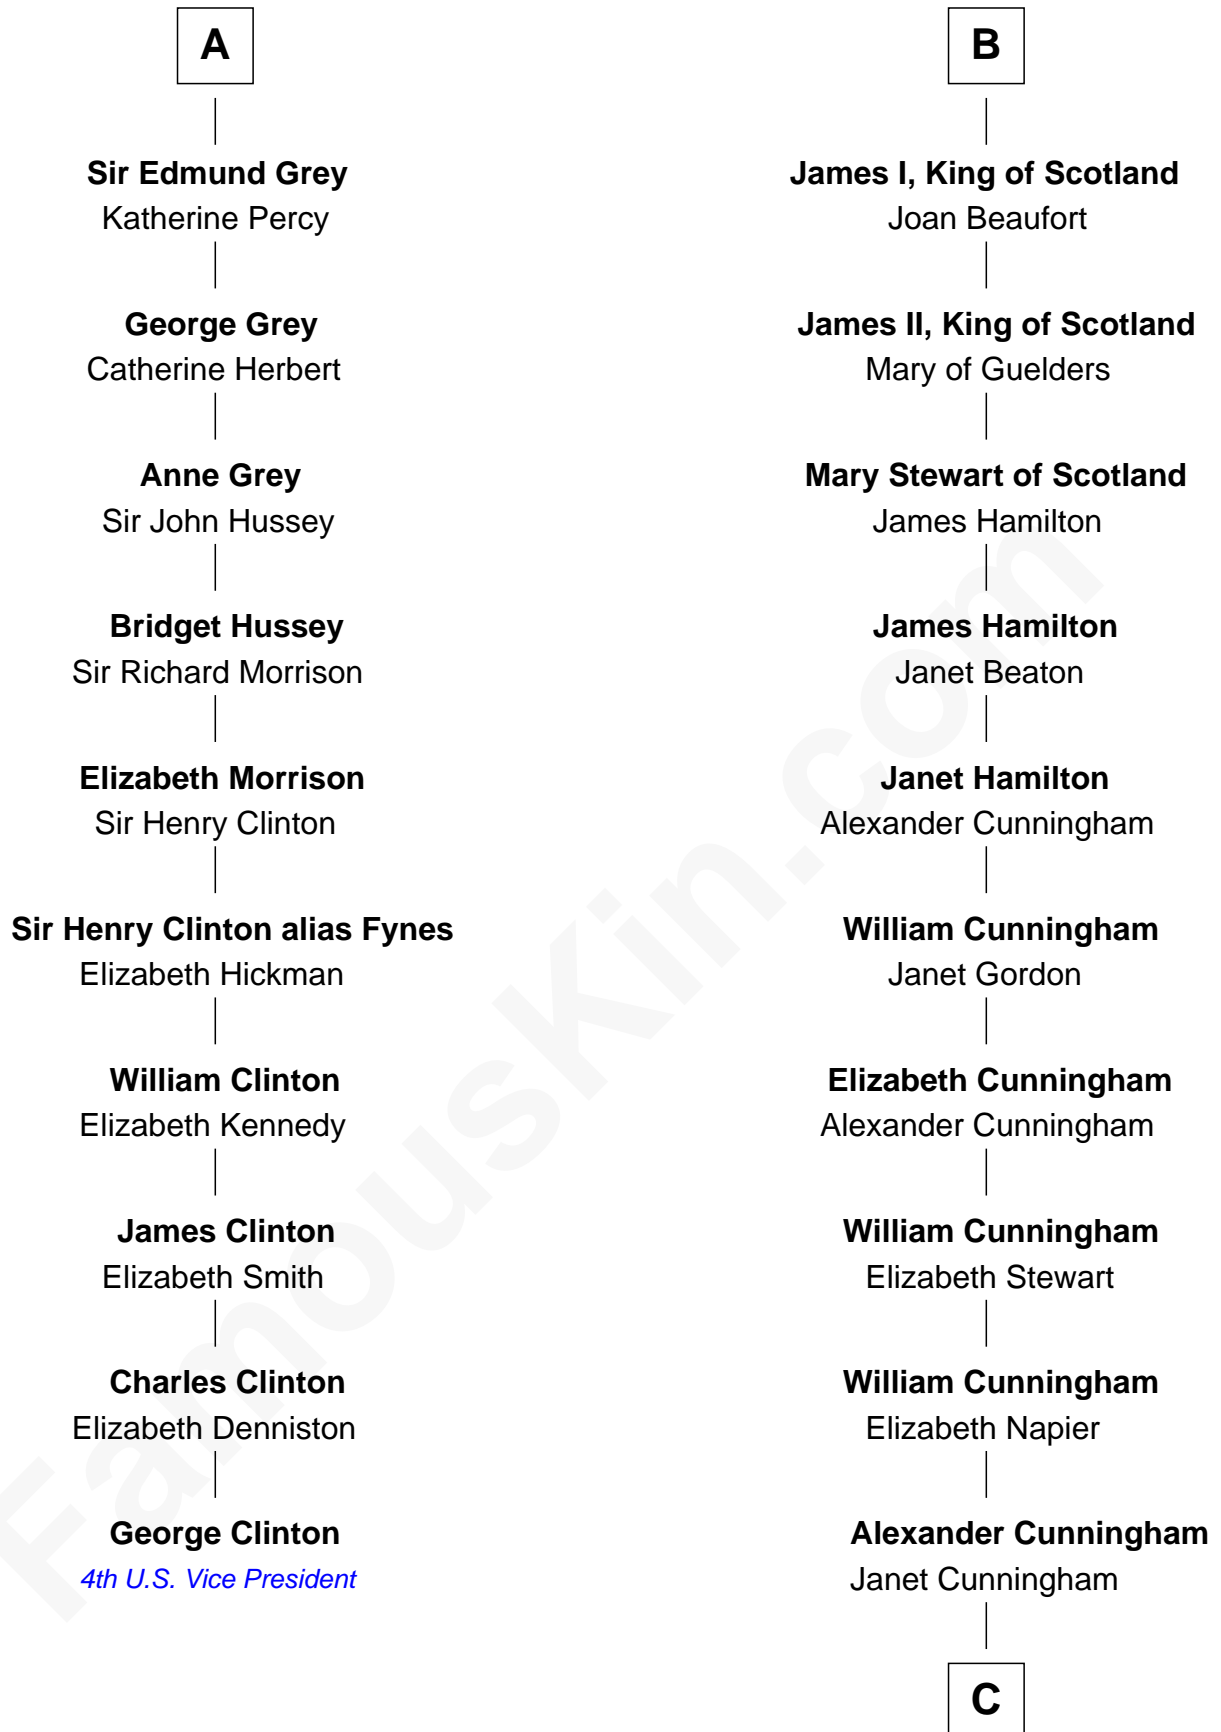 A
Sir Edmund Grey
Katherine Percy
George Grey
Catherine Herbert
Anne Grey
Sir John Hussey
Bridget Hussey
Sir Richard Morrison
Elizabeth Morrison
Sir Henry Clinton
Sir Henry Clinton alias Fynes
Elizabeth Hickman
William Clinton
Elizabeth Kennedy
James Clinton
Elizabeth Smith
Charles Clinton
Elizabeth Denniston
George Clinton
4th U.S. Vice President
B
James I, King of Scotland
Joan Beaufort
James II, King of Scotland
Mary of Guelders
Mary Stewart of Scotland
James Hamilton
James Hamilton
Janet Beaton
Janet Hamilton
Alexander Cunningham
William Cunningham
Janet Gordon
Elizabeth Cunningham
Alexander Cunningham
William Cunningham
Elizabeth Stewart
William Cunningham
Elizabeth Napier
Alexander Cunningham
Janet Cunningham
C
FamousKin.com